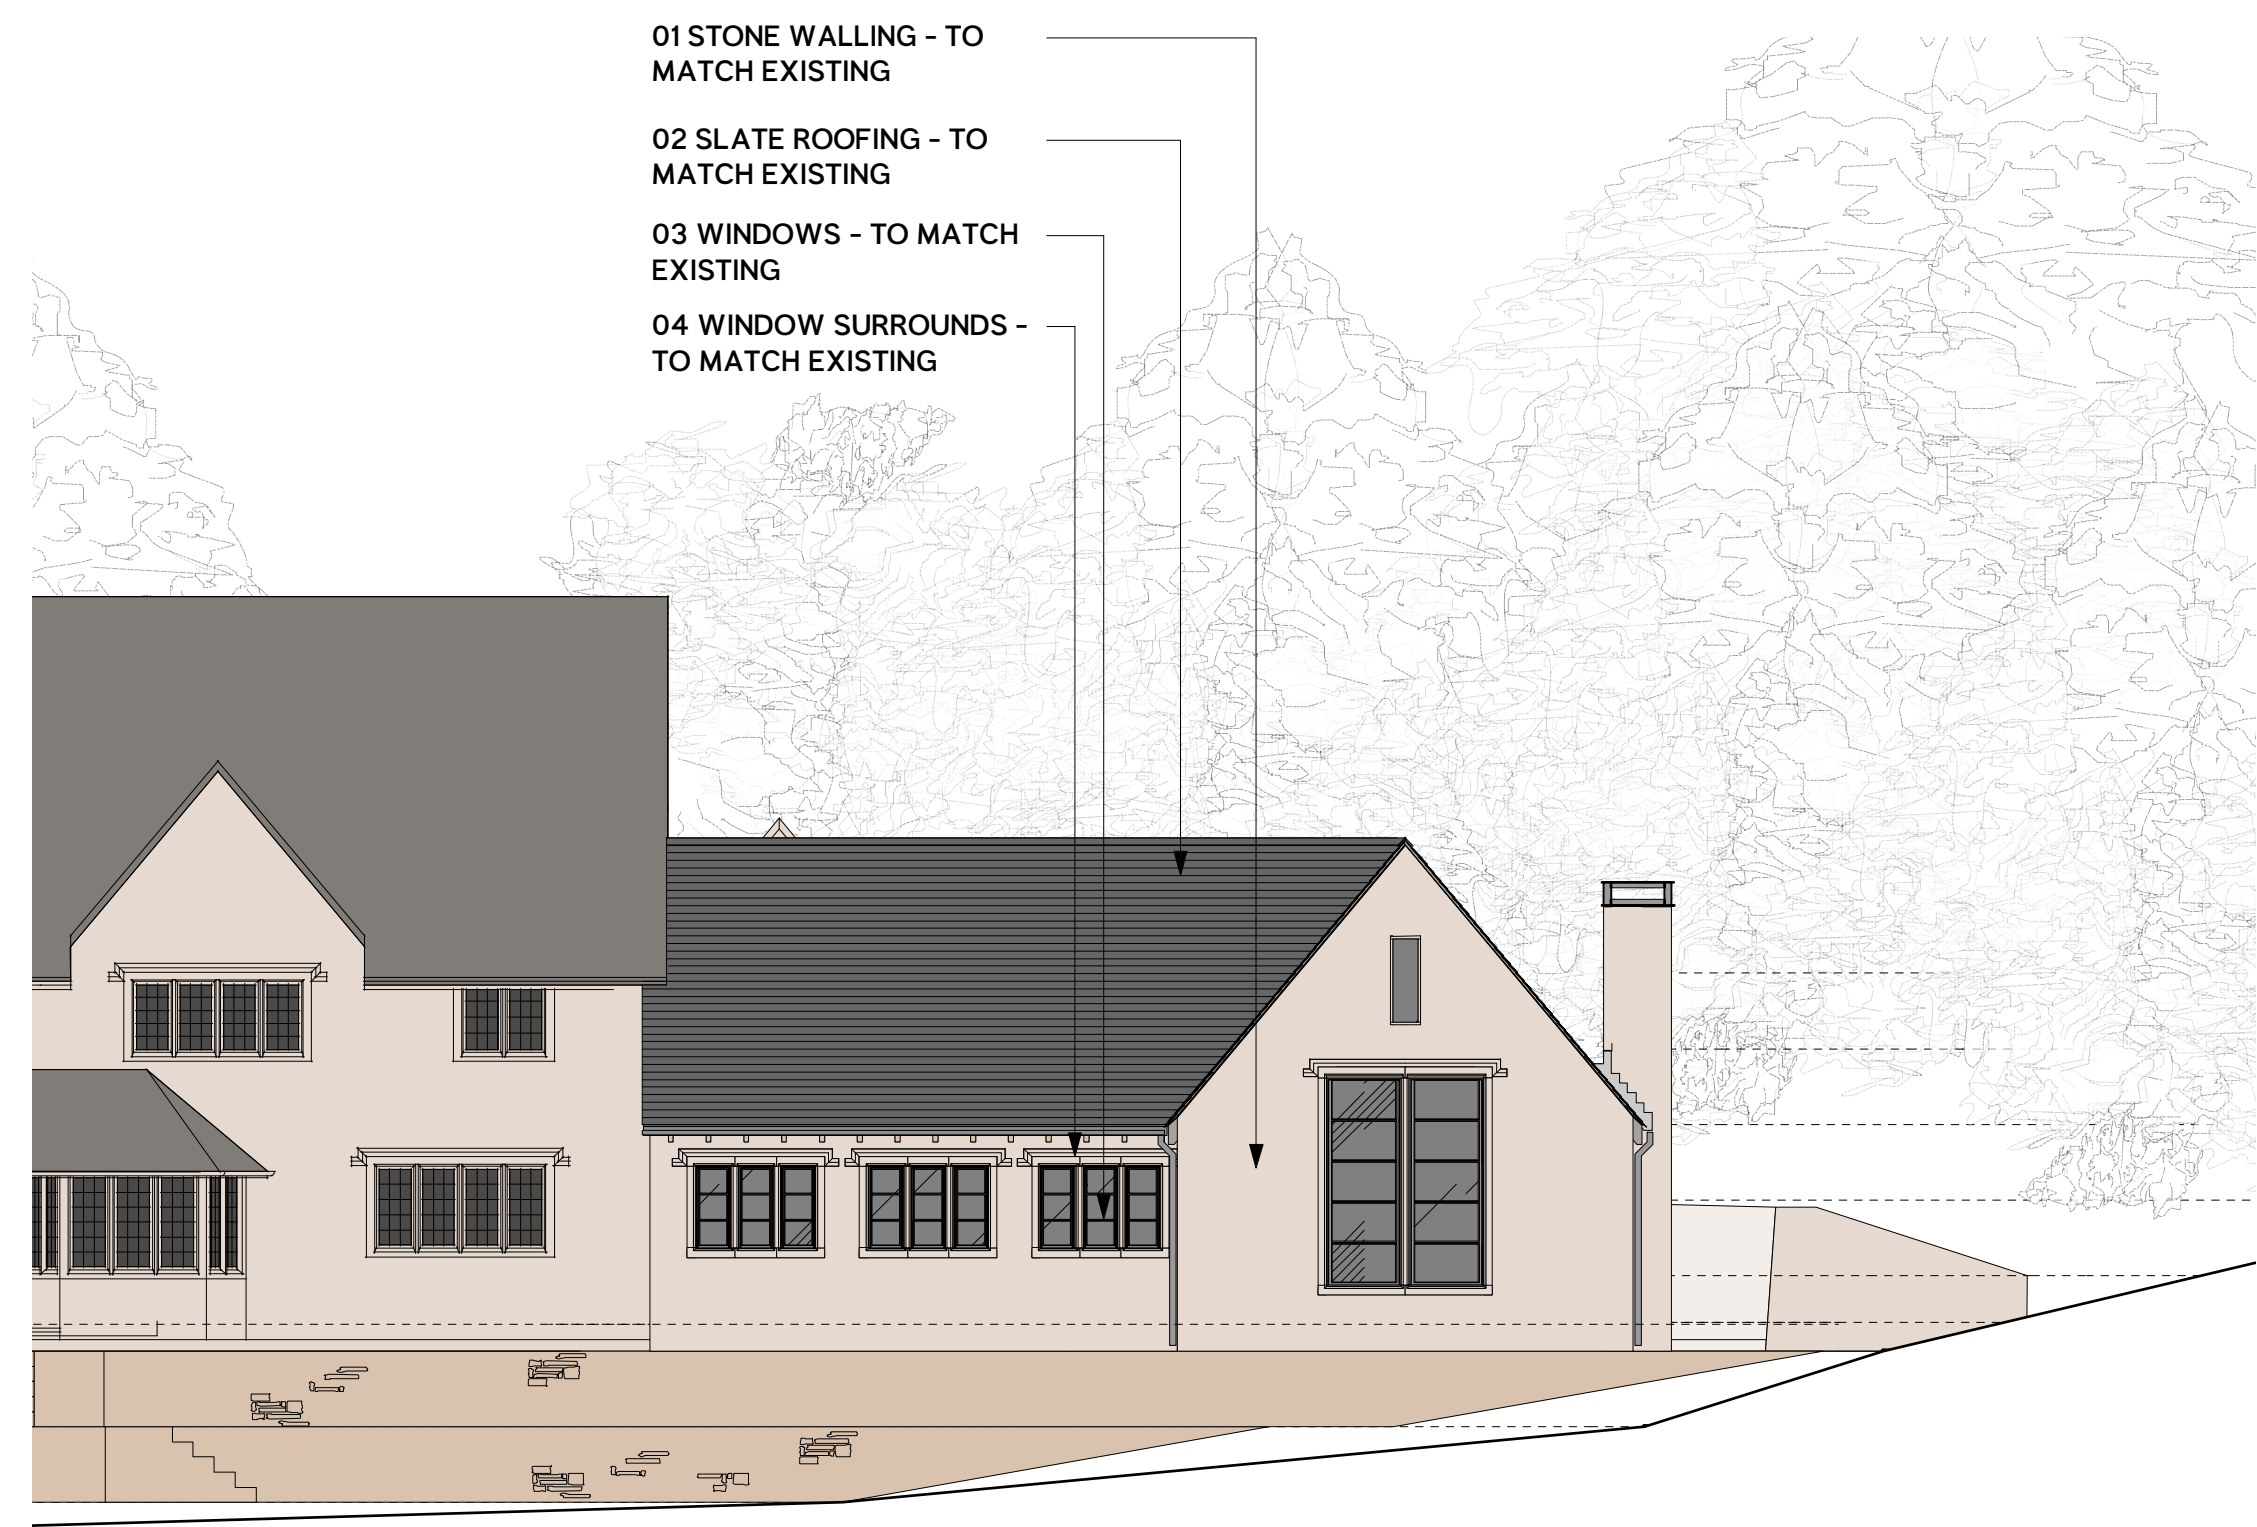 01 STONE WALLING - TO
MATCH EXISTING
02 SLATE ROOFING - TO
MATCH EXISTING
03 WINDOWS - TO MATCH
EXISTING
04 WINDOW SURROUNDS -
TO MATCH EXISTING